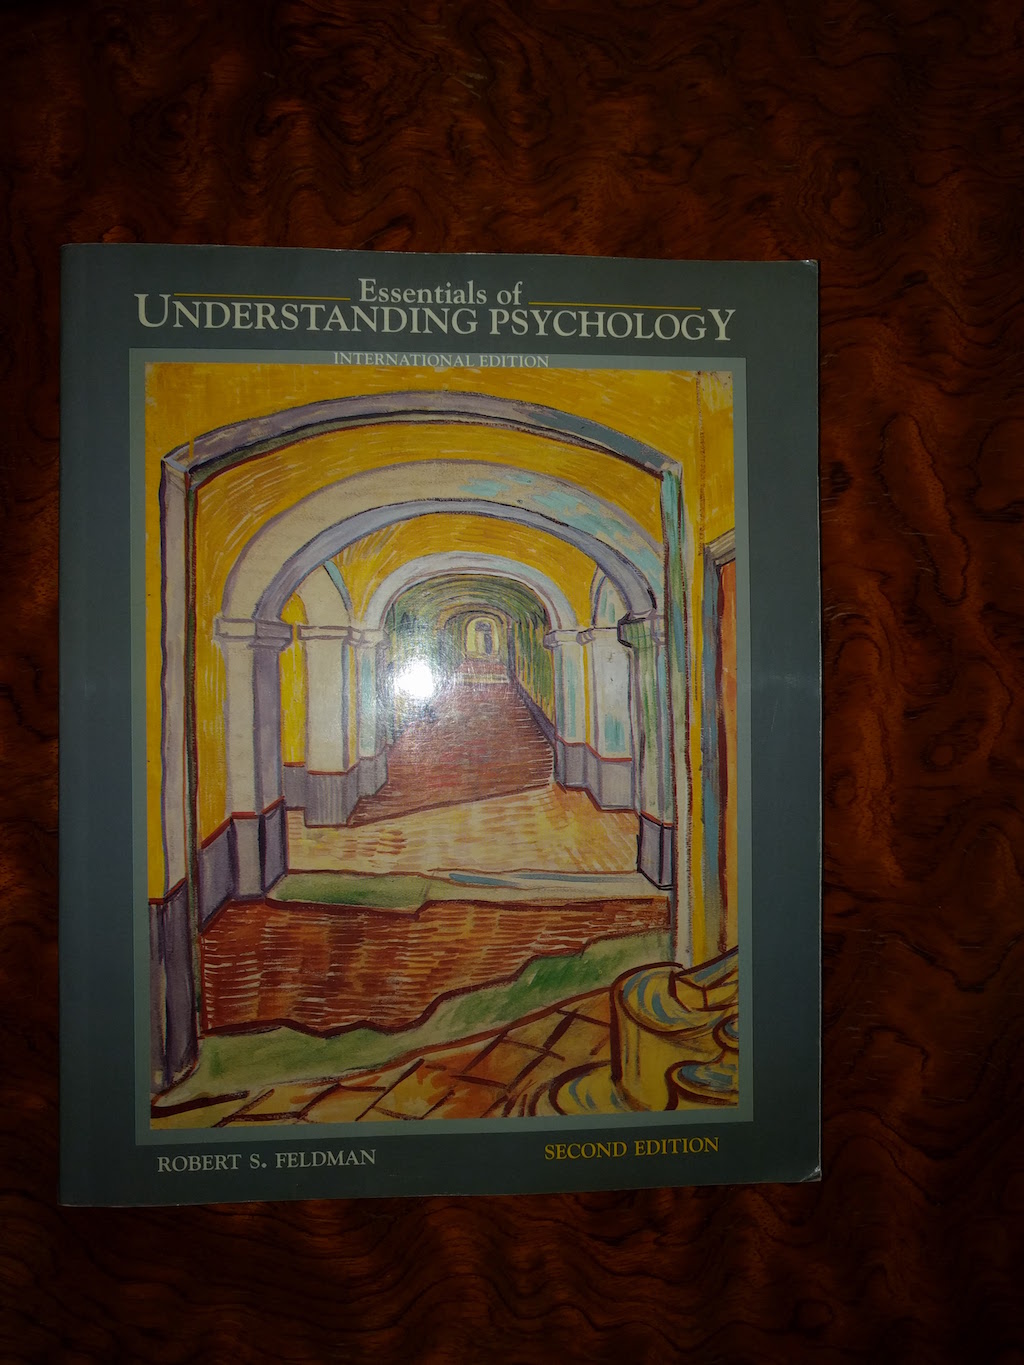 Essentials of
UNDERSTANDING PSYCHOLOGY
INTERNATIONAL EDITION
ROBERT S. FELDMAN
SECOND EDITION